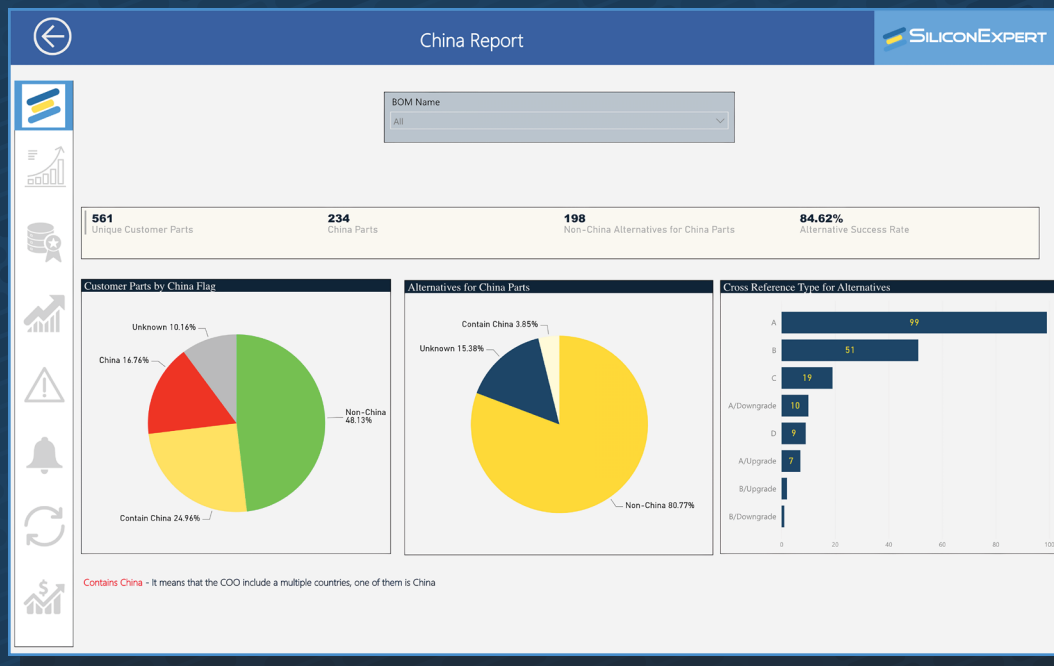 China Report
SILICONEXPERT
BOM Name
All
561
Unique Customer Parts
234
China Parts
198
Non-China Alternatives for China Parts
84.62%
Alternative Success Rate
Customer Parts by China Flag
Unknown 10.16%
China 16.76%
Non-China
48.13%
Contain China 24.96%
Alternatives for China Parts
Contain China 3.85%
Unknown 15.38%
Non-China 80.77%
Cross Reference Type for Alternatives
A 99
B 51
C 19
A/Downgrade 10
D 9
A/Upgrade 7
B/Upgrade
B/Downgrade
0 20 40 60 80 100
Contains China - It means that the COO include a multiple countries, one of them is China